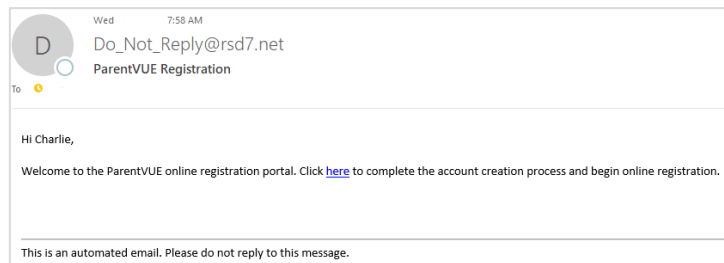 Wed 7:58 AM
D
Do_Not_Reply@rsd7.net
ParentVUE Registration
To
Hi Charlie,
Welcome to the ParentVUE online registration portal. Click here to complete the account creation process and begin online registration.
This is an automated email. Please do not reply to this message.